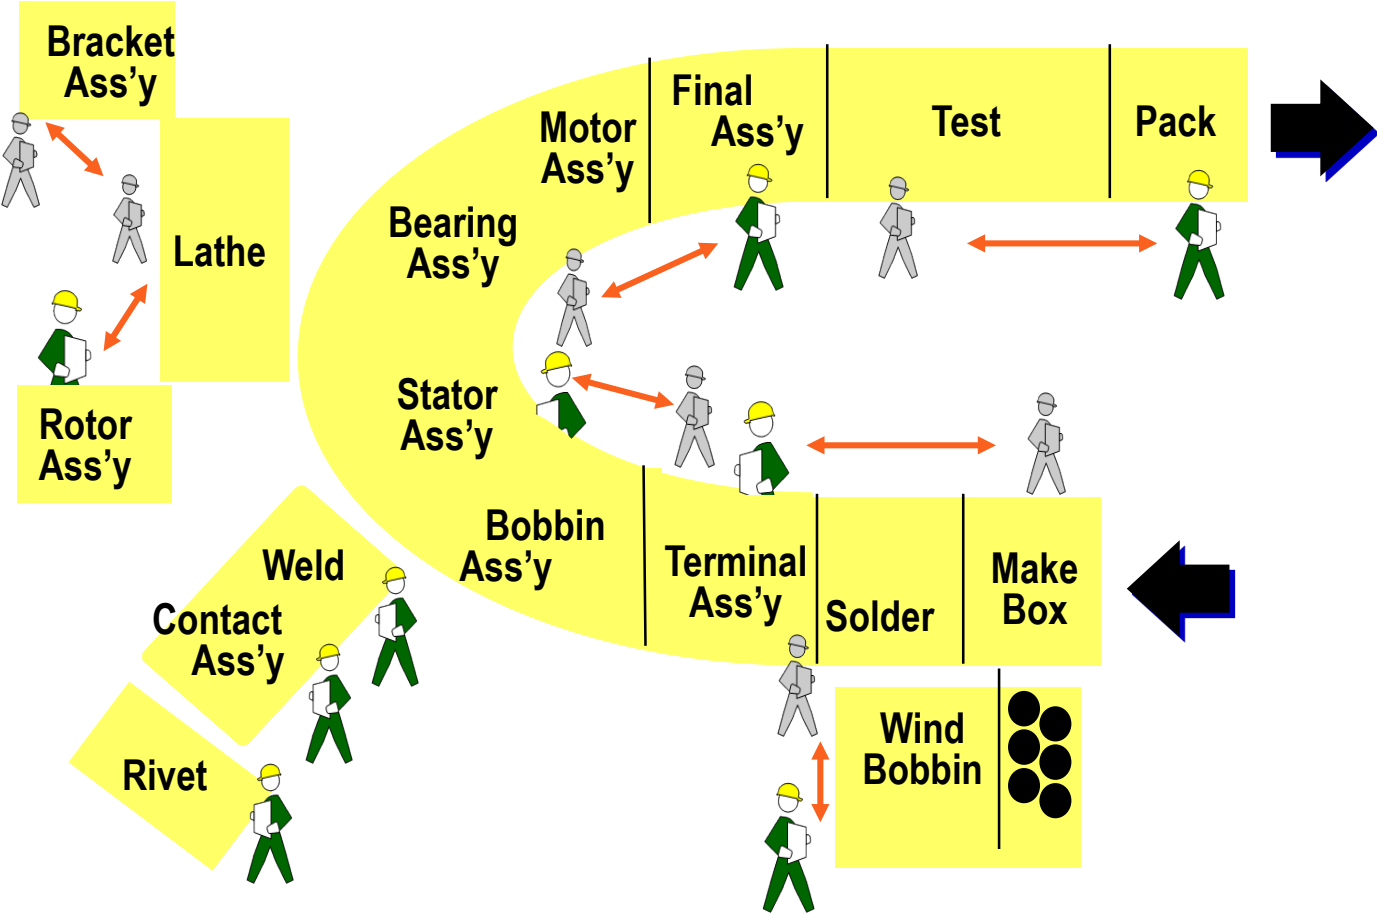 Bracket
Ass’y
Lathe
Rotor
Ass’y
Final
Ass’y
Test
Pack
Motor
Ass’y
Bearing
Ass’y
Stator
Ass’y
Bobbin
Ass’y
Terminal
Ass’y
Solder
Make
Box
Wind
Bobbin
Weld
Contact
Ass’y
Rivet